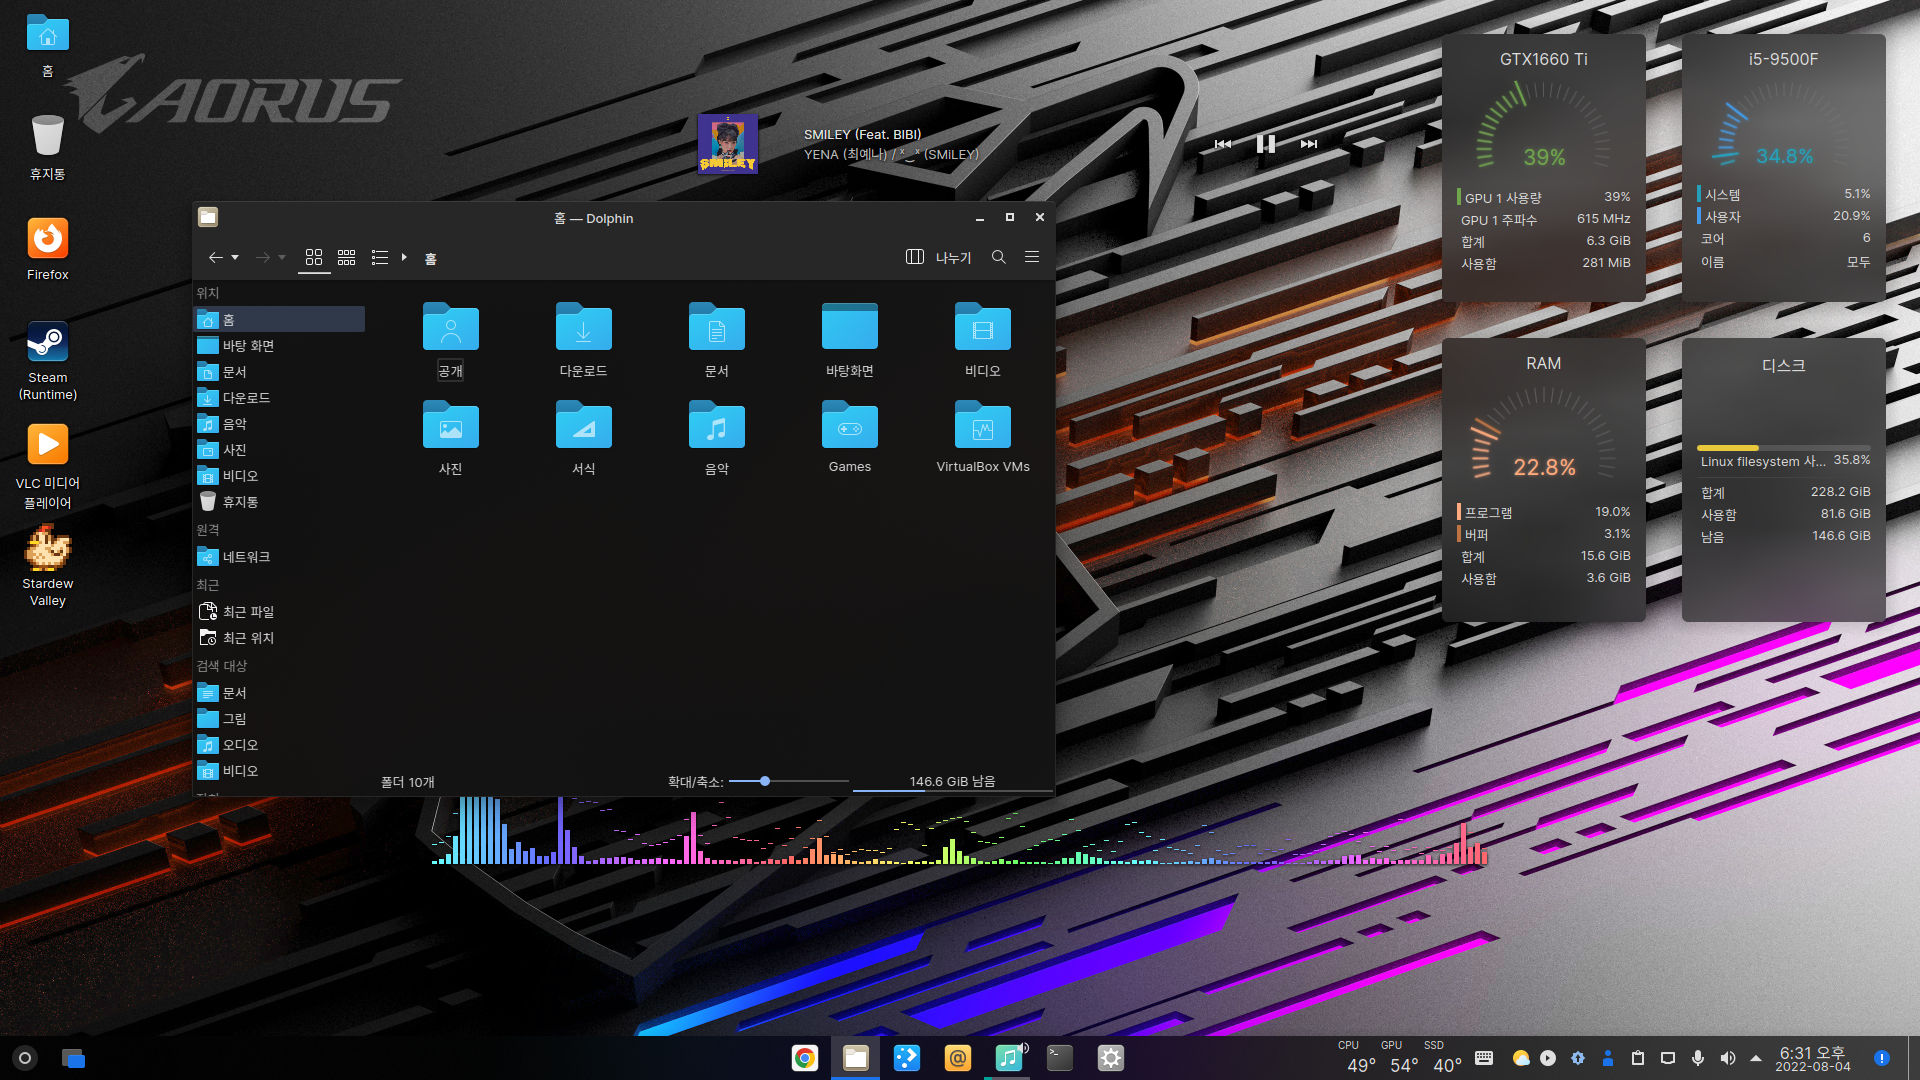 홈
휴지통
Firefox
Steam
(Runtime)
VLC 미디어
플레이어
Stardew
Valley
AORUS
SMiLEY
SMILEY (Feat. BIBI)
YENA (최예나) / ˣ‿ˣ (SMiLEY)
홈 — Dolphin
홈
나누기
위치
홈
바탕 화면
문서
다운로드
음악
사진
비디오
휴지통
원격
네트워크
최근
최근 파일
최근 위치
검색 대상
문서
그림
오디오
비디오
공개
다운로드
문서
바탕화면
비디오
사진
서식
음악
Games
VirtualBox VMs
폴더 10개
확대/축소:
146.6 GiB 남음
GTX1660 Ti
39%
GPU 1 사용량 39%
GPU 1 주파수 615 MHz
합계 6.3 GiB
사용함 281 MiB
i5-9500F
34.8%
시스템 5.1%
사용자 20.9%
코어 6
이름 모두
RAM
22.8%
프로그램 19.0%
버퍼 3.1%
합계 15.6 GiB
사용함 3.6 GiB
디스크
Linux filesystem 사... 35.8%
합계 228.2 GiB
사용함 81.6 GiB
남음 146.6 GiB
CPU GPU SSD
49° 54° 40°
6:31 오후
2022-08-04